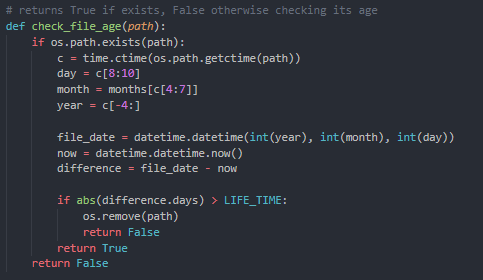 # returns True if exists, False otherwise checking its age
def check_file_age(path):
    if os.path.exists(path):
        c = time.ctime(os.path.getctime(path))
        day = c[8:10]
        month = months[c[4:7]]
        year = c[-4:]

        file_date = datetime.datetime(int(year), int(month), int(day))
        now = datetime.datetime.now()
        difference = file_date - now

        if abs(difference.days) > LIFE_TIME:
            os.remove(path)
            return False
        return True
    return False